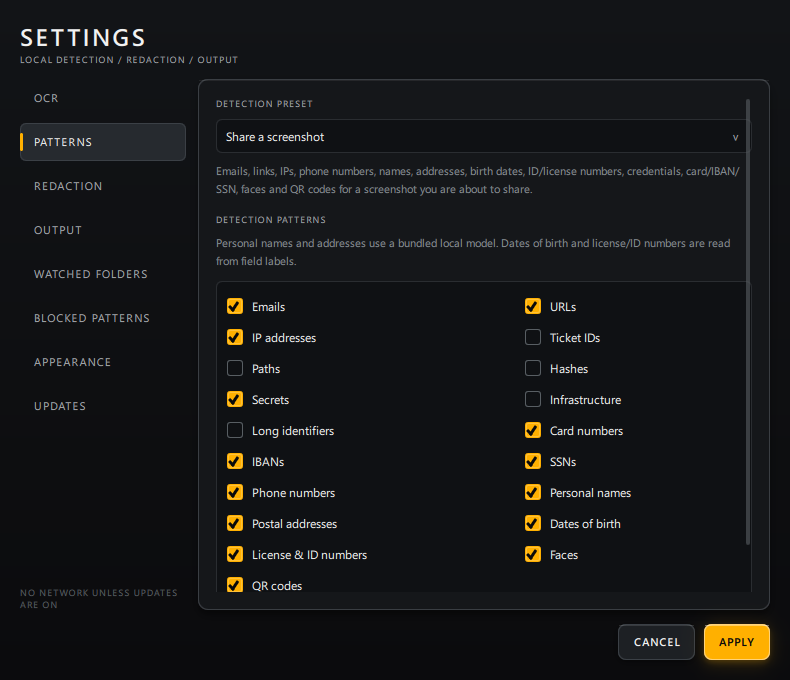 SETTINGS
LOCAL DETECTION / REDACTION / OUTPUT
OCR
PATTERNS
REDACTION
OUTPUT
WATCHED FOLDERS
BLOCKED PATTERNS
APPEARANCE
UPDATES
NO NETWORK UNLESS UPDATES
ARE ON
DETECTION PRESET
Share a screenshot v
Emails, links, IPs, phone numbers, names, addresses, birth dates, ID/license numbers, credentials, card/IBAN/
SSN, faces and QR codes for a screenshot you are about to share.
DETECTION PATTERNS
Personal names and addresses use a bundled local model. Dates of birth and license/ID numbers are read
from field labels.
Emails URLs
IP addresses Ticket IDs
Paths Hashes
Secrets Infrastructure
Long identifiers Card numbers
IBANs SSNs
Phone numbers Personal names
Postal addresses Dates of birth
License & ID numbers Faces
QR codes
CANCEL APPLY